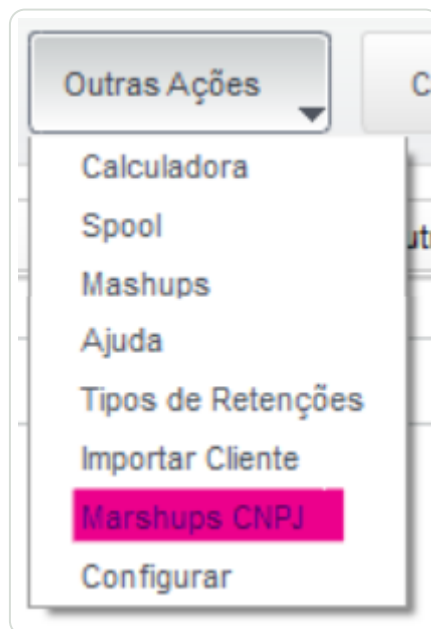 Outras Ações
C
Calculadora
Spool
Mashups
Ajuda
Tipos de Retenções
Importar Cliente
Marshups CNPJ
Configurar